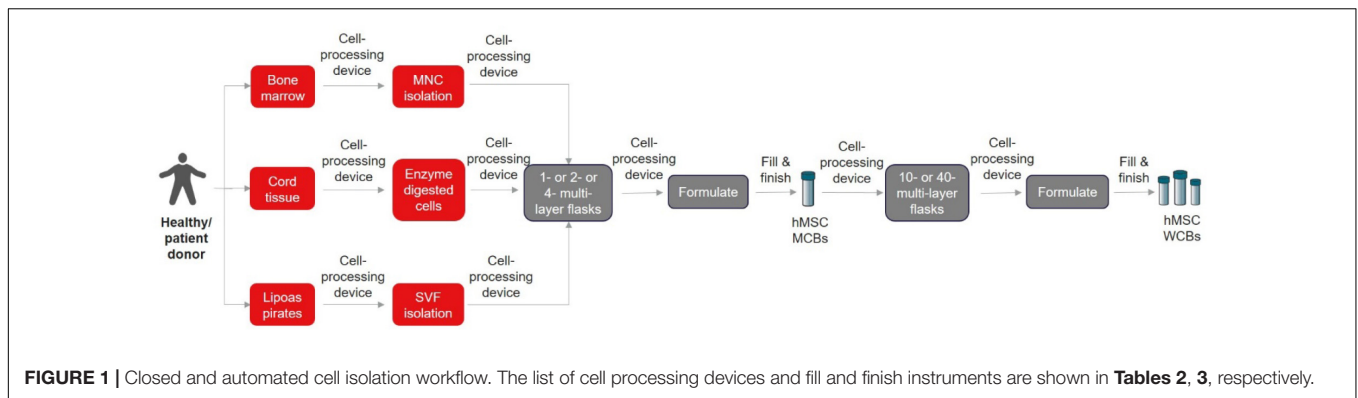 Cell-
processing
device
Cell-
processing
device
Bone
marrow
MNC
isolation
Cell-
processing
device
Cell-
processing
device
Cell-
processing
device
Fill &
finish
Cell-
processing
device
Cell-
processing
device
Fill &
finish
Cord
tissue
Enzyme
digested
cells
1- or 2- or
4- multi-
layer flasks
Formulate
10- or 40-
multi-layer
flasks
Formulate
Healthy/
patient
donor
hMSC
MCBs
hMSC
WCBs
Cell-
processing
device
Cell-
processing
device
Lipoas
pirates
SVF
isolation
FIGURE 1 | Closed and automated cell isolation workflow. The list of cell processing devices and fill and finish instruments are shown in Tables 2, 3, respectively.